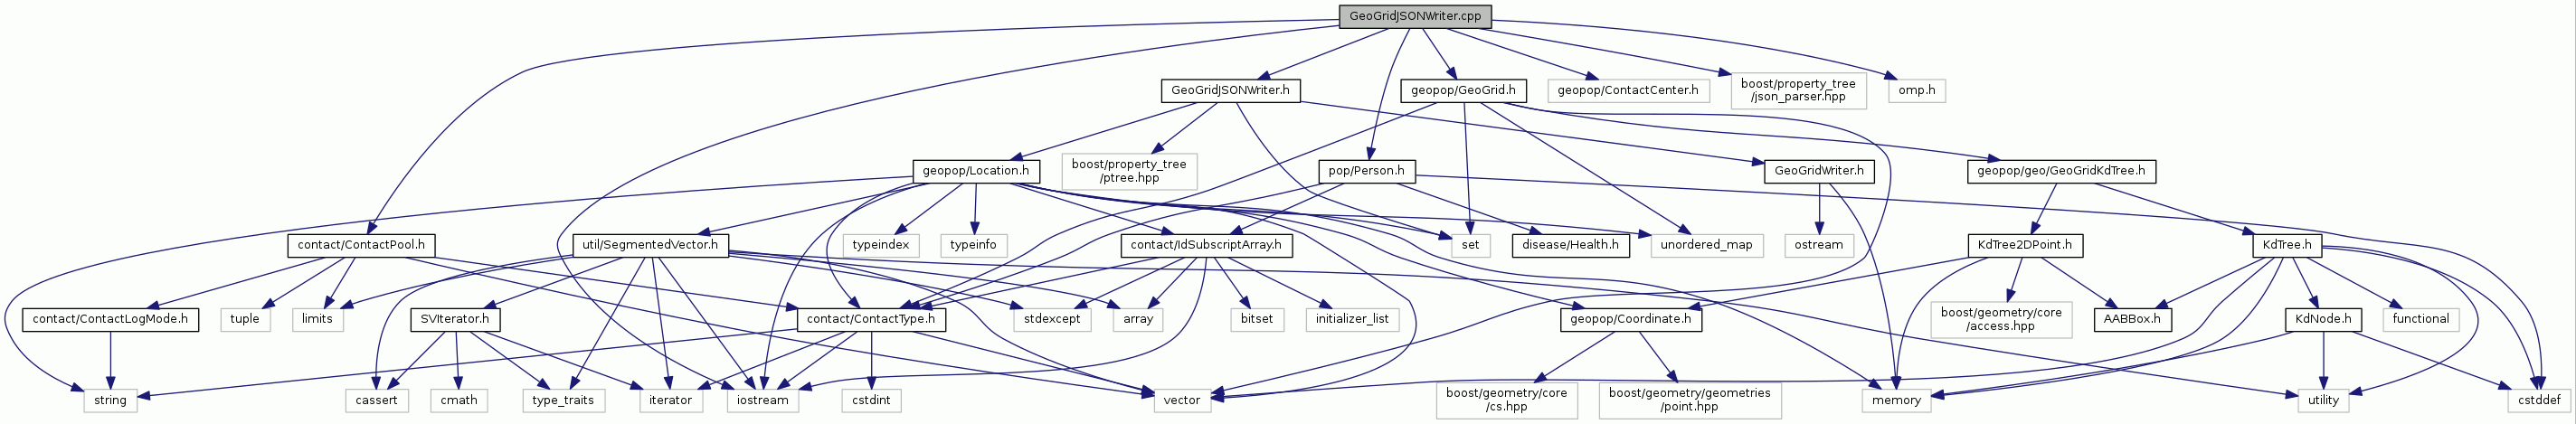 GeoGridJSONWriter.cpp
GeoGridJSONWriter.h
geopop/GeoGrid.h
geopop/ContactCenter.h
boost/property_tree
/json_parser.hpp
omp.h
geopop/Location.h
boost/property_tree
/ptree.hpp
pop/Person.h
GeoGridWriter.h
geopop/geo/GeoGridKdTree.h
contact/ContactPool.h
util/SegmentedVector.h
typeindex
typeinfo
contact/IdSubscriptArray.h
set
disease/Health.h
unordered_map
ostream
KdTree2DPoint.h
KdTree.h
contact/ContactLogMode.h
tuple
limits
SVIterator.h
contact/ContactType.h
stdexcept
array
bitset
initializer_list
geopop/Coordinate.h
boost/geometry/core
/access.hpp
AABBox.h
KdNode.h
functional
string
cassert
cmath
type_traits
iterator
iostream
cstdint
vector
boost/geometry/core
/cs.hpp
boost/geometry/geometries
/point.hpp
memory
utility
cstddef